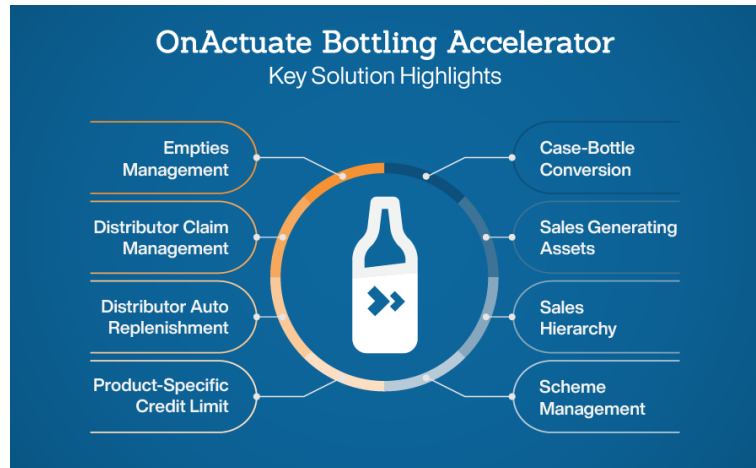 OnActuate Bottling Accelerator
Key Solution Highlights
Empties
Management
Distributor Claim
Management
Distributor Auto
Replenishment
Product-Specific
Credit Limit
Case-Bottle
Conversion
Sales Generating
Assets
Sales
Hierarchy
Scheme
Management